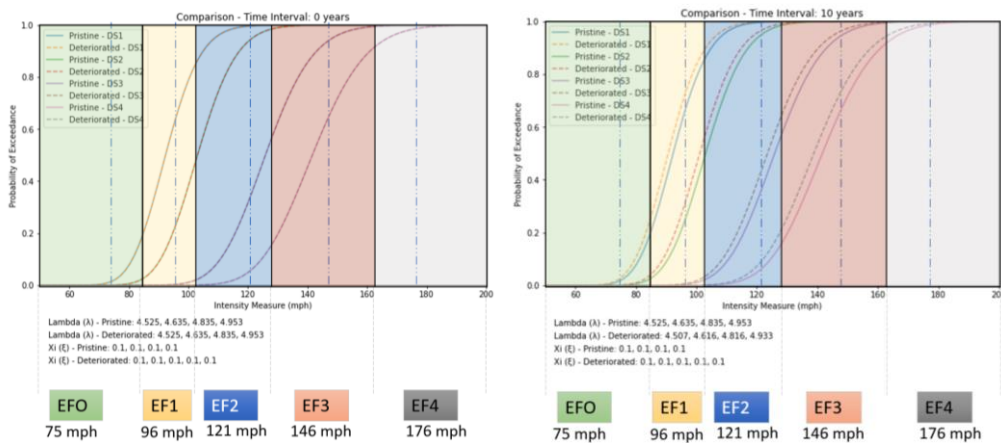 Comparison - Time Interval: 0 years
Probability of Exceedance
1.0
0.8
0.6
0.4
0.2
0.0
Pristine - DS1
Deteriorated - DS1
Pristine - DS2
Deteriorated - DS2
Pristine - DS3
Deteriorated - DS3
Pristine - DS4
Deteriorated - DS4
60 80 100 120 140 160 180 200
Intensity Measure (mph)
Lambda (λ) - Pristine: 4.525, 4.635, 4.835, 4.953
Lambda (λ) - Deteriorated: 4.525, 4.635, 4.835, 4.953
Xi (ξ) - Pristine: 0.1, 0.1, 0.1, 0.1
Xi (ξ) - Deteriorated: 0.1, 0.1, 0.1, 0.1, 0.1
EFO EF1 EF2 EF3 EF4
75 mph 96 mph 121 mph 146 mph 176 mph
Comparison - Time Interval: 10 years
Probability of Exceedance
1.0
0.8
0.6
0.4
0.2
0.0
Pristine - DS1
Deteriorated - DS1
Pristine - DS2
Deteriorated - DS2
Pristine - DS3
Deteriorated - DS3
Pristine - DS4
Deteriorated - DS4
60 80 100 120 140 160 180 200
Intensity Measure (mph)
Lambda (λ) - Pristine: 4.525, 4.635, 4.835, 4.953
Lambda (λ) - Deteriorated: 4.507, 4.616, 4.816, 4.933
Xi (ξ) - Pristine: 0.1, 0.1, 0.1, 0.1
Xi (ξ) - Deteriorated: 0.1, 0.1, 0.1, 0.1, 0.1
EFO EF1 EF2 EF3 EF4
75 mph 96 mph 121 mph 146 mph 176 mph